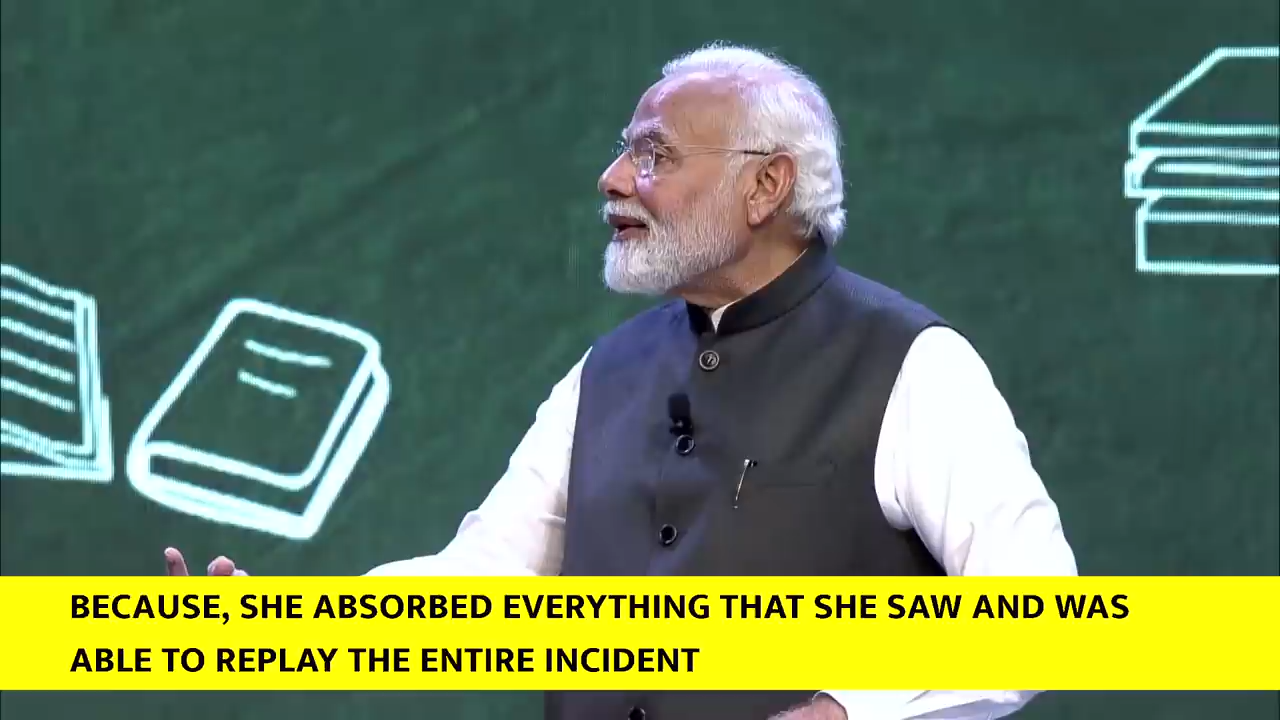 BECAUSE, SHE ABSORBED EVERYTHING THAT SHE SAW AND WAS
ABLE TO REPLAY THE ENTIRE INCIDENT